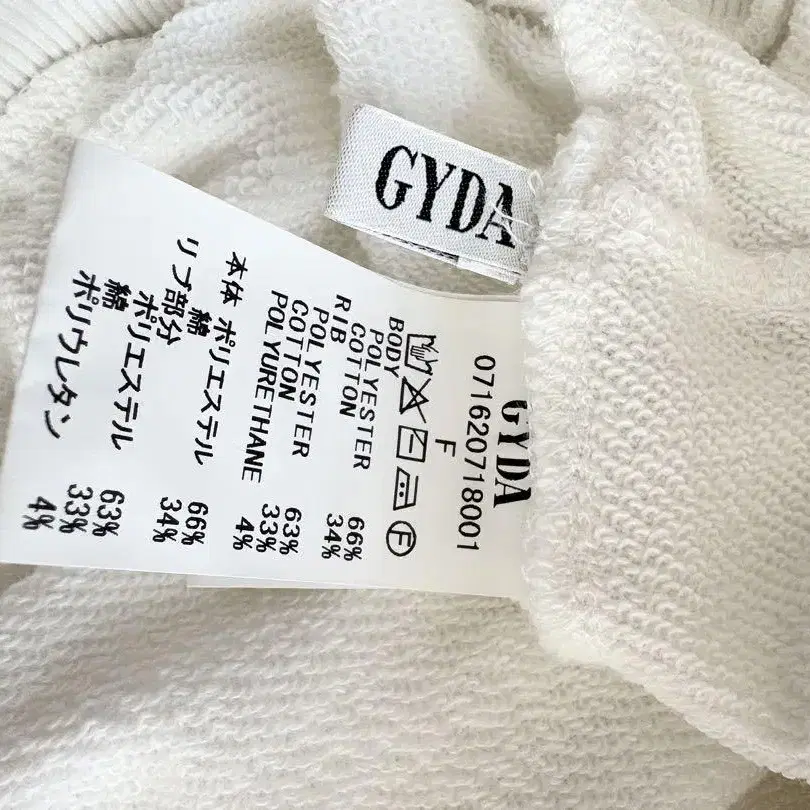 GYDA
GYDA
071620718001
F
BODY
POLYESTER 66%
COTTON 34%
RIB
POLYESTER 63%
COTTON 33%
POLYURETHANE 4%
本体 ポリエステル 66%
綿 34%
リブ部分
ポリエステル 63%
綿 33%
ポリウレタン 4%